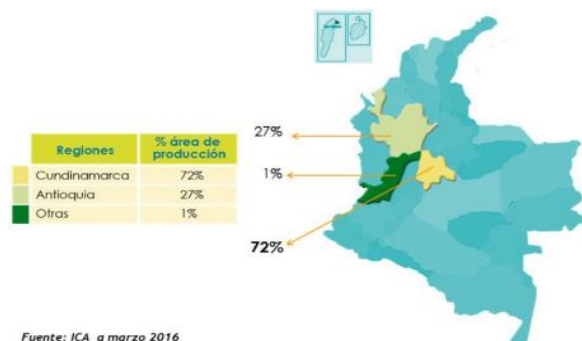 Regiones % área de producción
Cundinamarca 72%
Antioquia 27%
Otras 1%
27%
1%
72%
Fuente: ICA a marzo 2016